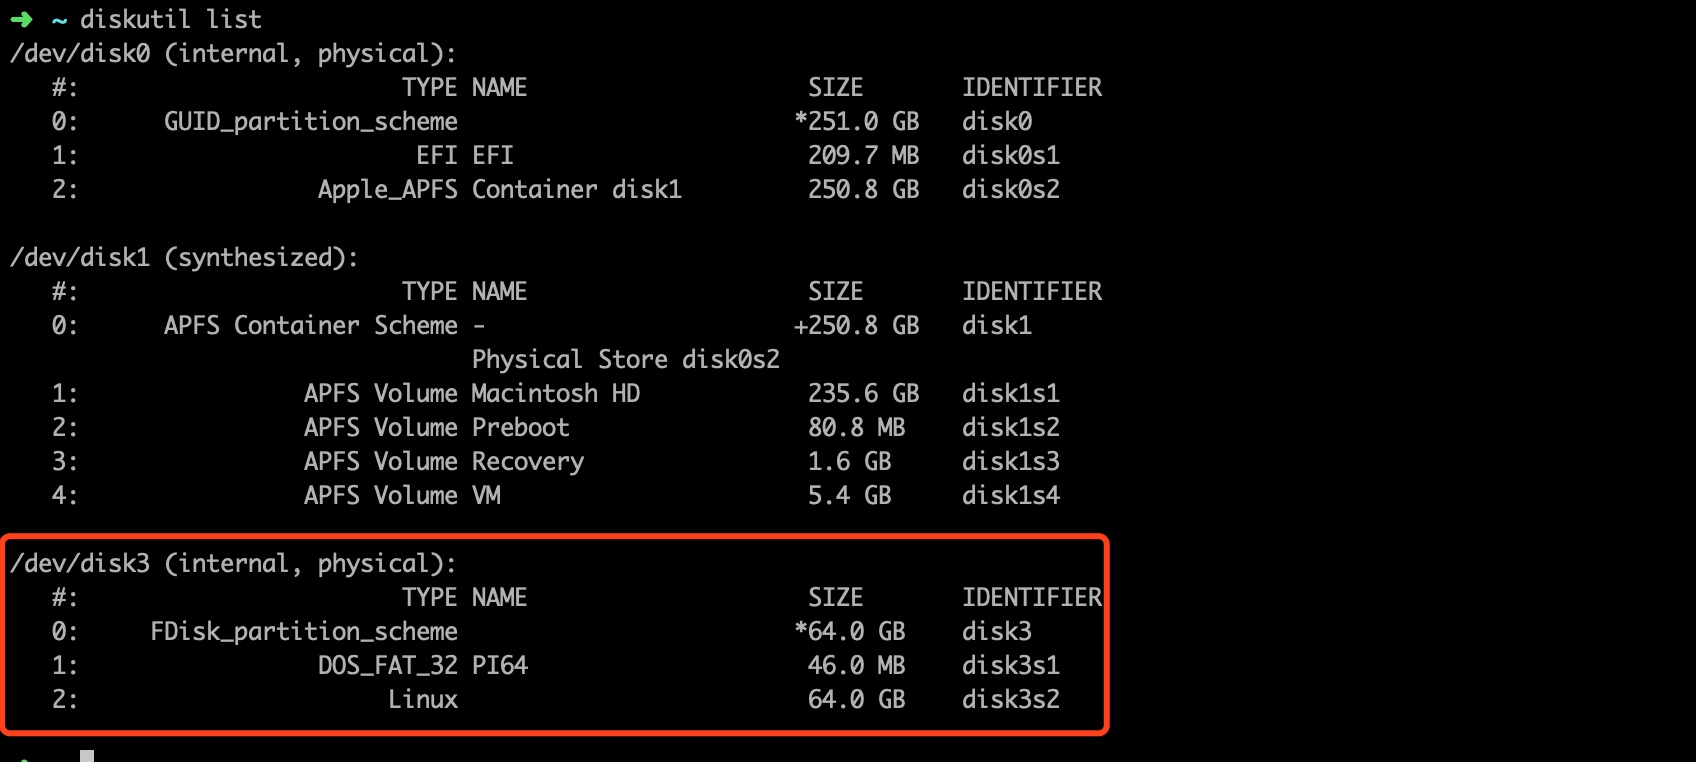 ➜ ~ diskutil list
/dev/disk0 (internal, physical):
   #:                       TYPE NAME                    SIZE       IDENTIFIER
   0:      GUID_partition_scheme                        *251.0 GB   disk0
   1:                        EFI EFI                     209.7 MB   disk0s1
   2:                 Apple_APFS Container disk1         250.8 GB   disk0s2
/dev/disk1 (synthesized):
   #:                       TYPE NAME                    SIZE       IDENTIFIER
   0:      APFS Container Scheme -                      +250.8 GB   disk1
                                 Physical Store disk0s2
   1:                APFS Volume Macintosh HD            235.6 GB   disk1s1
   2:                APFS Volume Preboot                 80.8 MB    disk1s2
   3:                APFS Volume Recovery                1.6 GB     disk1s3
   4:                APFS Volume VM                      5.4 GB     disk1s4
/dev/disk3 (internal, physical):
   #:                       TYPE NAME                    SIZE       IDENTIFIER
   0:     FDisk_partition_scheme                        *64.0 GB    disk3
   1:                 DOS_FAT_32 PI64                    46.0 MB    disk3s1
   2:                      Linux                         64.0 GB    disk3s2